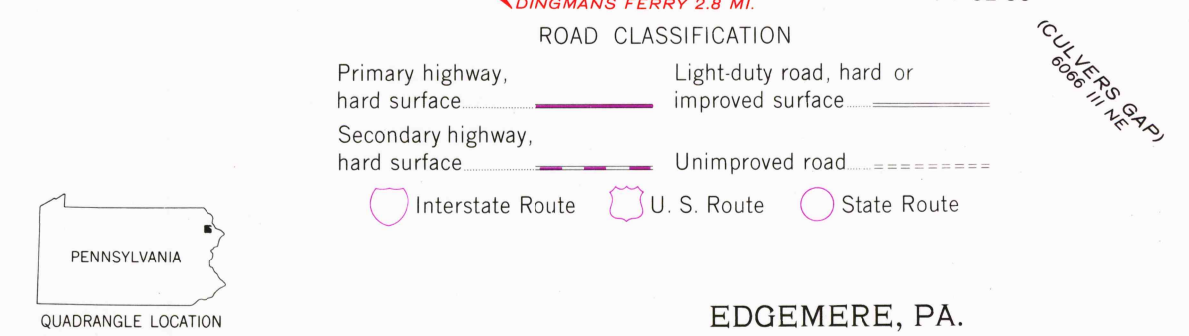 DINGMANS FERRY 2.8 MI.
ROAD CLASSIFICATION
Primary highway,
hard surface
Light-duty road, hard or
improved surface
Secondary highway,
hard surface
Unimproved road
Interstate Route
U. S. Route
State Route
(CULVERS GAP)
6066 III NE
PENNSYLVANIA
QUADRANGLE LOCATION
EDGEMERE, PA.